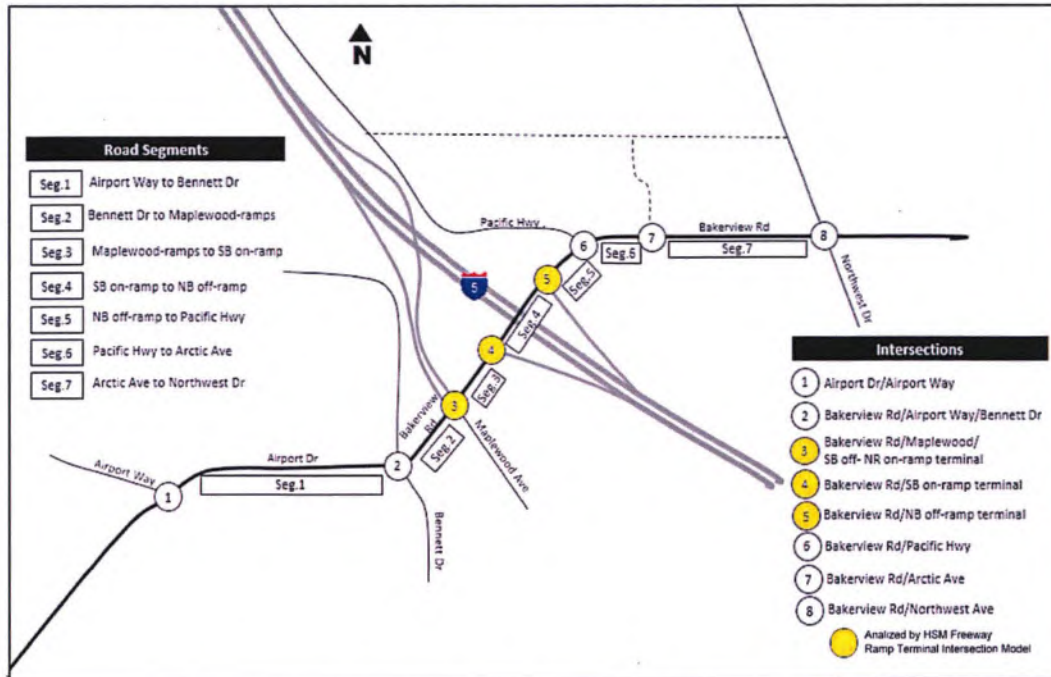 N
Road Segments
Seg.1 Airport Way to Bennett Dr
Seg.2 Bennett Dr to Maplewood-ramps
Seg.3 Maplewood-ramps to SB on-ramp
Seg.4 SB on-ramp to NB off-ramp
Seg.5 NB off-ramp to Pacific Hwy
Seg.6 Pacific Hwy to Arctic Ave
Seg.7 Arctic Ave to Northwest Dr
Pacific Hwy
Bakerview Rd
6
7
8
Seg.6
Seg.7
5
Seg.5
5
Northwest Dr
Seg.4
4
Seg.3
Bakerview
Rd
3
Seg.2
Maplewood Ave
Airport Dr
2
Airport Way
1
Seg.1
Bennett Dr
Intersections
1 Airport Dr/Airport Way
2 Bakerview Rd/Airport Way/Bennett Dr
3 Bakerview Rd/Maplewood/
SB off- NR on-ramp terminal
4 Bakerview Rd/SB on-ramp terminal
5 Bakerview Rd/NB off-ramp terminal
6 Bakerview Rd/Pacific Hwy
7 Bakerview Rd/Arctic Ave
8 Bakerview Rd/Northwest Ave
Analized by HSM Freeway
Ramp Terminal Intersection Model